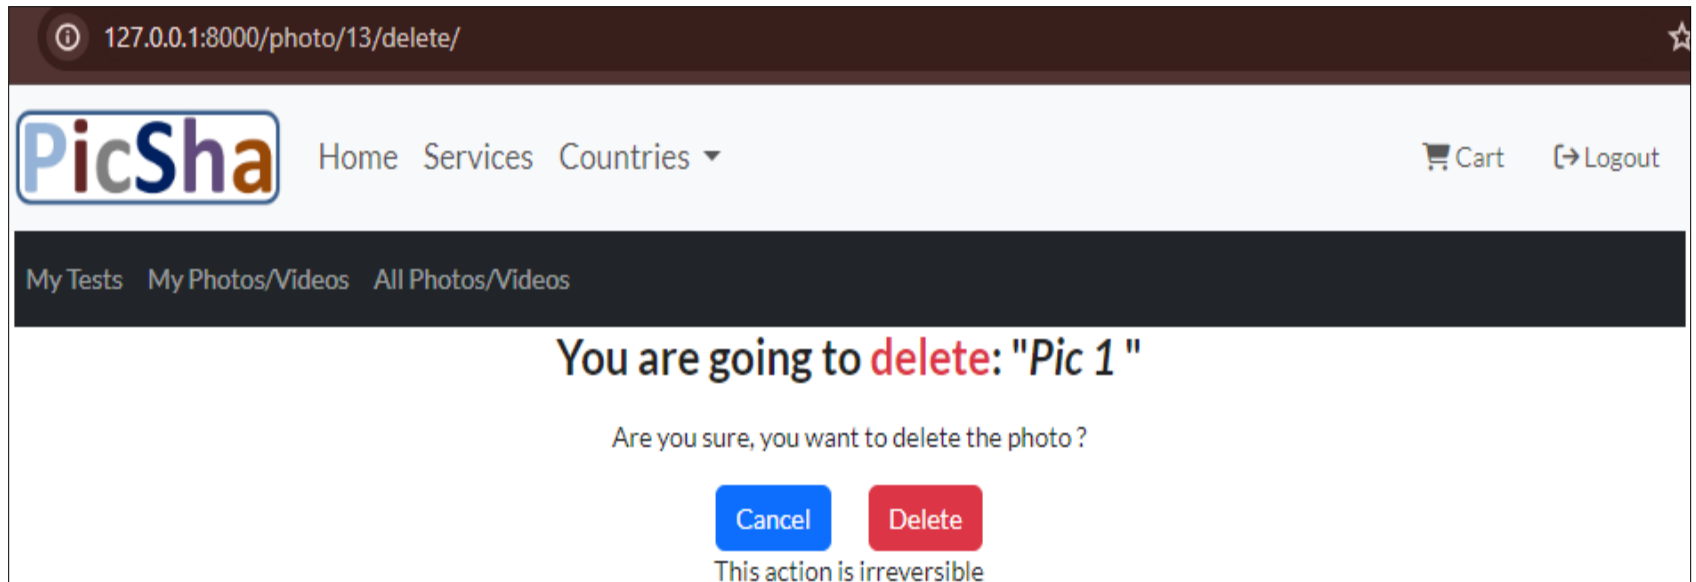 127.0.0.1:8000/photo/13/delete/
PicSha Home Services Countries Cart Logout
My Tests My Photos/Videos All Photos/Videos
You are going to delete: "Pic 1 "
Are you sure, you want to delete the photo ?
Cancel Delete
This action is irreversible